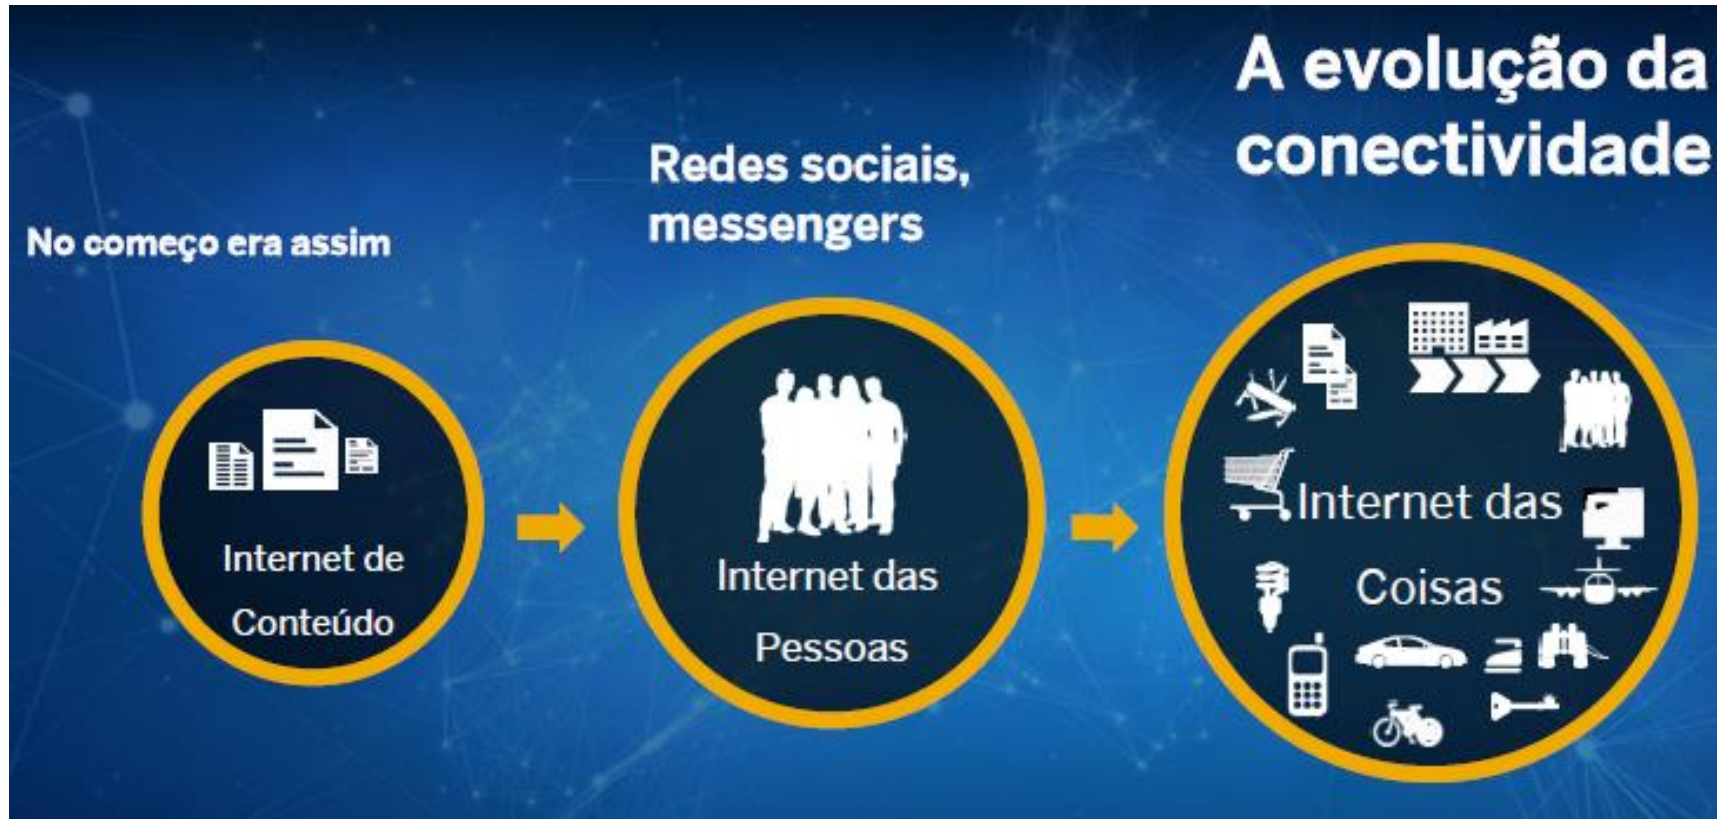 No começo era assim
Internet de
Conteúdo
Redes sociais,
messengers
Internet das
Pessoas
A evolução da
conectividade
Internet das
Coisas